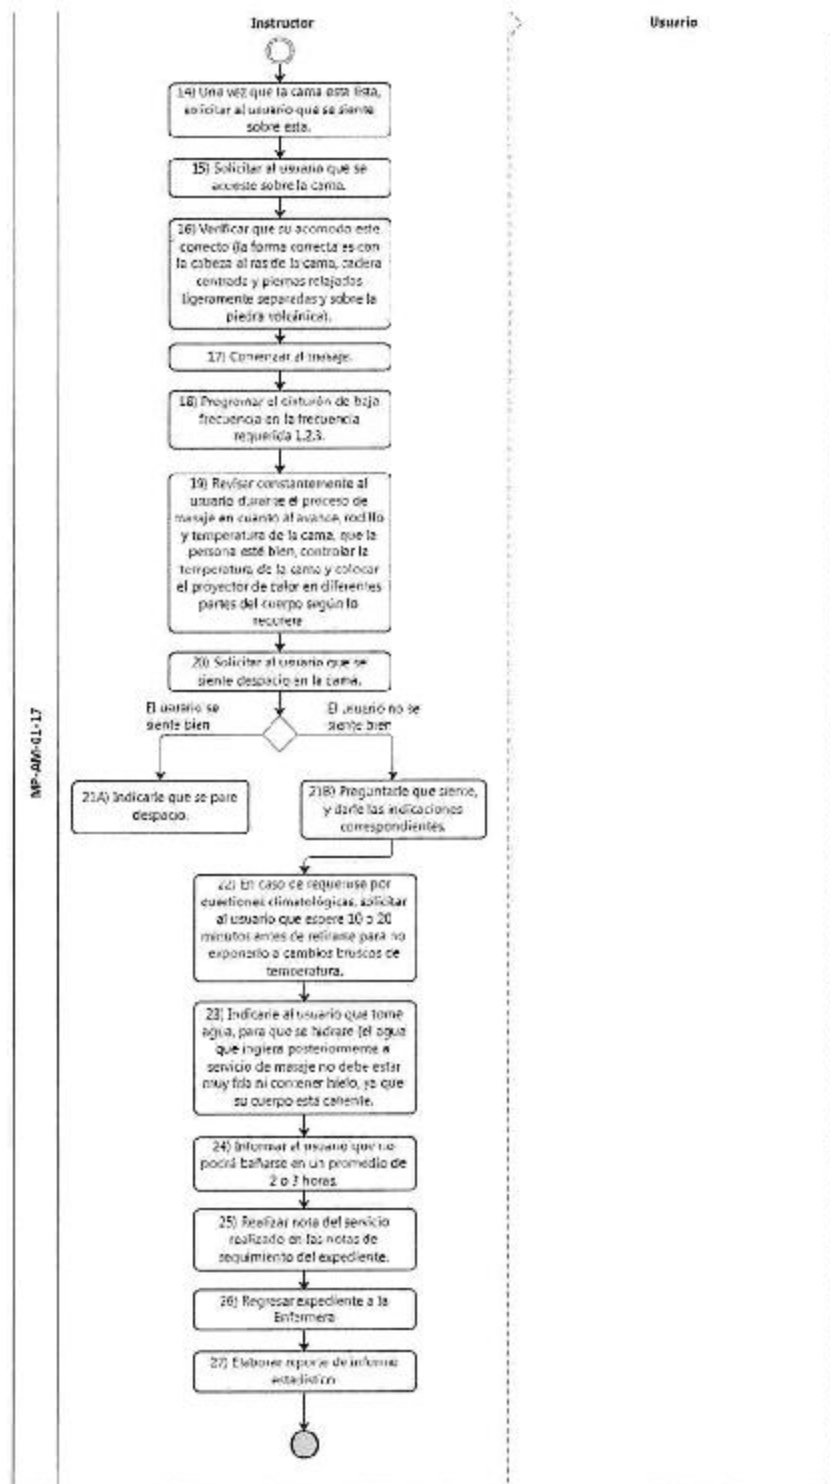 Instructor
Usuario
MP-AM-01-17
14) Una vez que la cama esta lista,
solicitar al usuario que se siente
sobre esta.
15) Solicitar al usuario que se
acueste sobre la cama.
16) Verificar que su acomodo este
correcto (la forma correcta es con
la cabeza al ras de la cama, cadera
centrada y piernas relajadas
ligeramente separadas y sobre la
piedra volcánica).
17) Comenzar el masaje.
18) Programar el cinturón de baja
frecuencia en la frecuencia
requerida 1,2,3.
19) Revisar constantemente al
usuario durante el proceso de
masaje en cuanto al avance, rodillo
y temperatura de la cama, que la
persona esté bien, controlar la
temperatura de la cama y colocar
el proyector de calor en diferentes
partes del cuerpo según lo
requiera
20) Solicitar al usuario que se
siente despacio en la cama.
El usuario se
siente bien
El usuario no se
siente bien
21A) Indicarle que se pare
despacio.
21B) Preguntarle que siente,
y darle las indicaciones
correspondientes.
22) En caso de requerirse por
cuestiones climatológicas, solicitar
al usuario que espere 10 o 20
minutos antes de retirarse para no
exponerlo a cambios bruscos de
temperatura.
23) Indicarle al usuario que tome
agua, para que se hidrate (el agua
que ingiera posteriormente a
servicio de masaje no debe estar
muy fría ni contener hielo, ya que
su cuerpo está caliente.
24) Informar al usuario que no
podrá bañarse en un promedio de
2 o 3 horas.
25) Realizar nota del servicio
realizado en las notas de
seguimiento del expediente.
26) Regresar expediente a la
Enfermera
27) Elaborar reporte de informe
estadístico